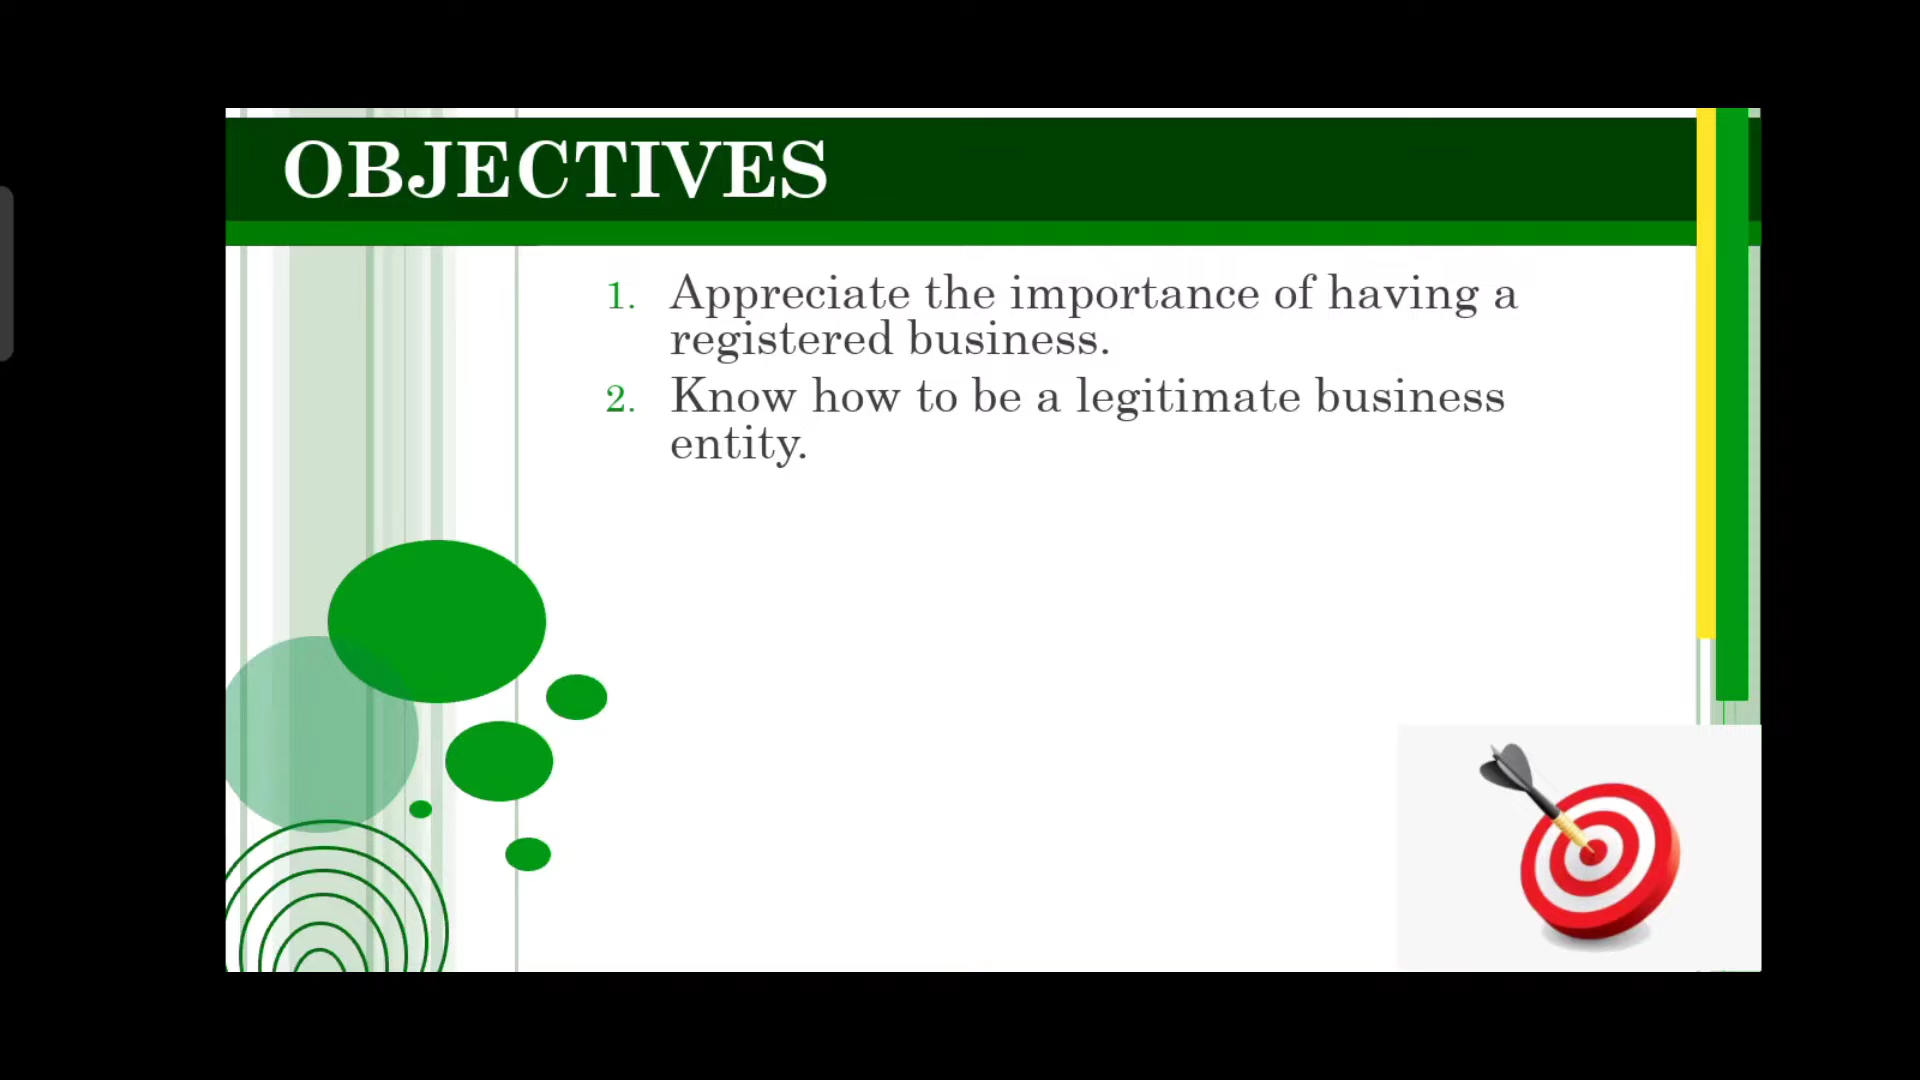 OBJECTIVES
1. Appreciate the importance of having a
registered business.
2. Know how to be a legitimate business
entity.